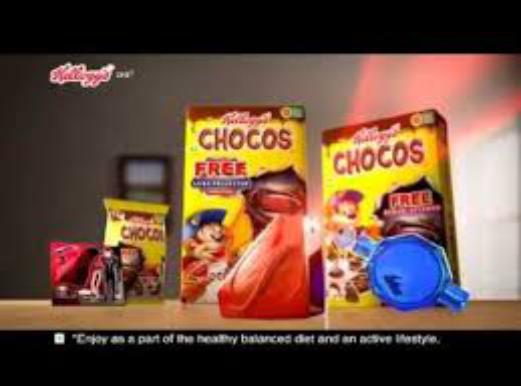 Kellogg's
CHOCOS
FREE
Kellogg's
CHOCOS
FREE
CHOCOS
*Enjoy as a part of the healthy balanced diet and an active lifestyle.